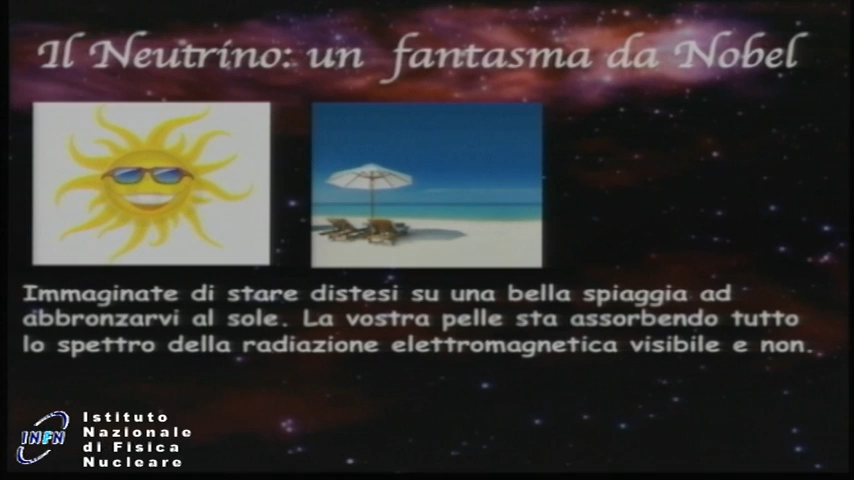 Il Neutrino: un fantasma da Nobel
Immaginate di stare distesi su una bella spiaggia ad
abbronzarvi al sole. La vostra pelle sta assorbendo tutto
lo spettro della radiazione elettromagnetica visibile e non.
INFN
Istituto
Nazionale
di Fisica
Nucleare